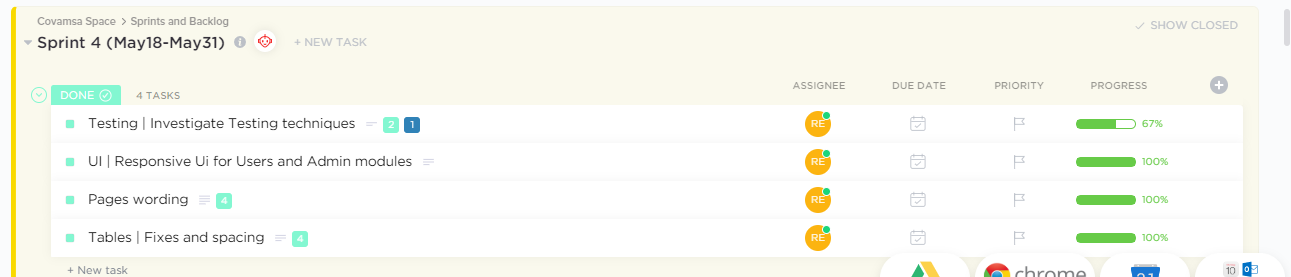 Covamsa Space > Sprints and Backlog
Sprint 4 (May18-May31) + NEW TASK
SHOW CLOSED
DONE 4 TASKS ASSIGNEE DUE DATE PRIORITY PROGRESS
Testing | Investigate Testing techniques 2 1 RE 67%
UI | Responsive Ui for Users and Admin modules RE 100%
Pages wording 4 RE 100%
Tables | Fixes and spacing 4 RE 100%
+ New task
chrome
10